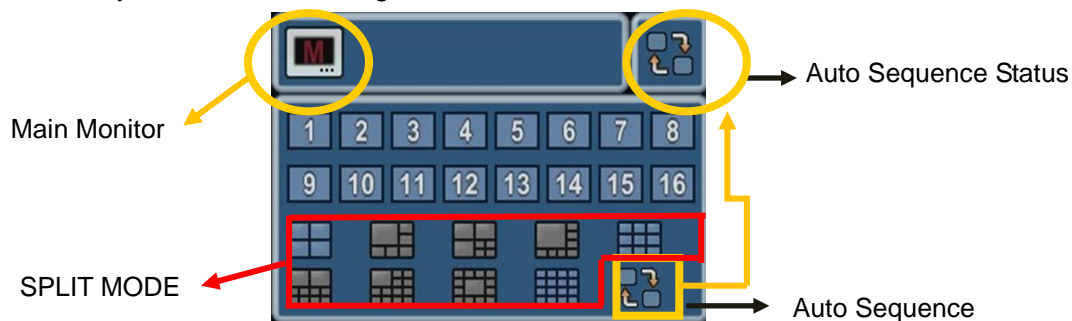 M
Auto Sequence Status
Main Monitor
1 2 3 4 5 6 7 8
9 10 11 12 13 14 15 16
SPLIT MODE
Auto Sequence